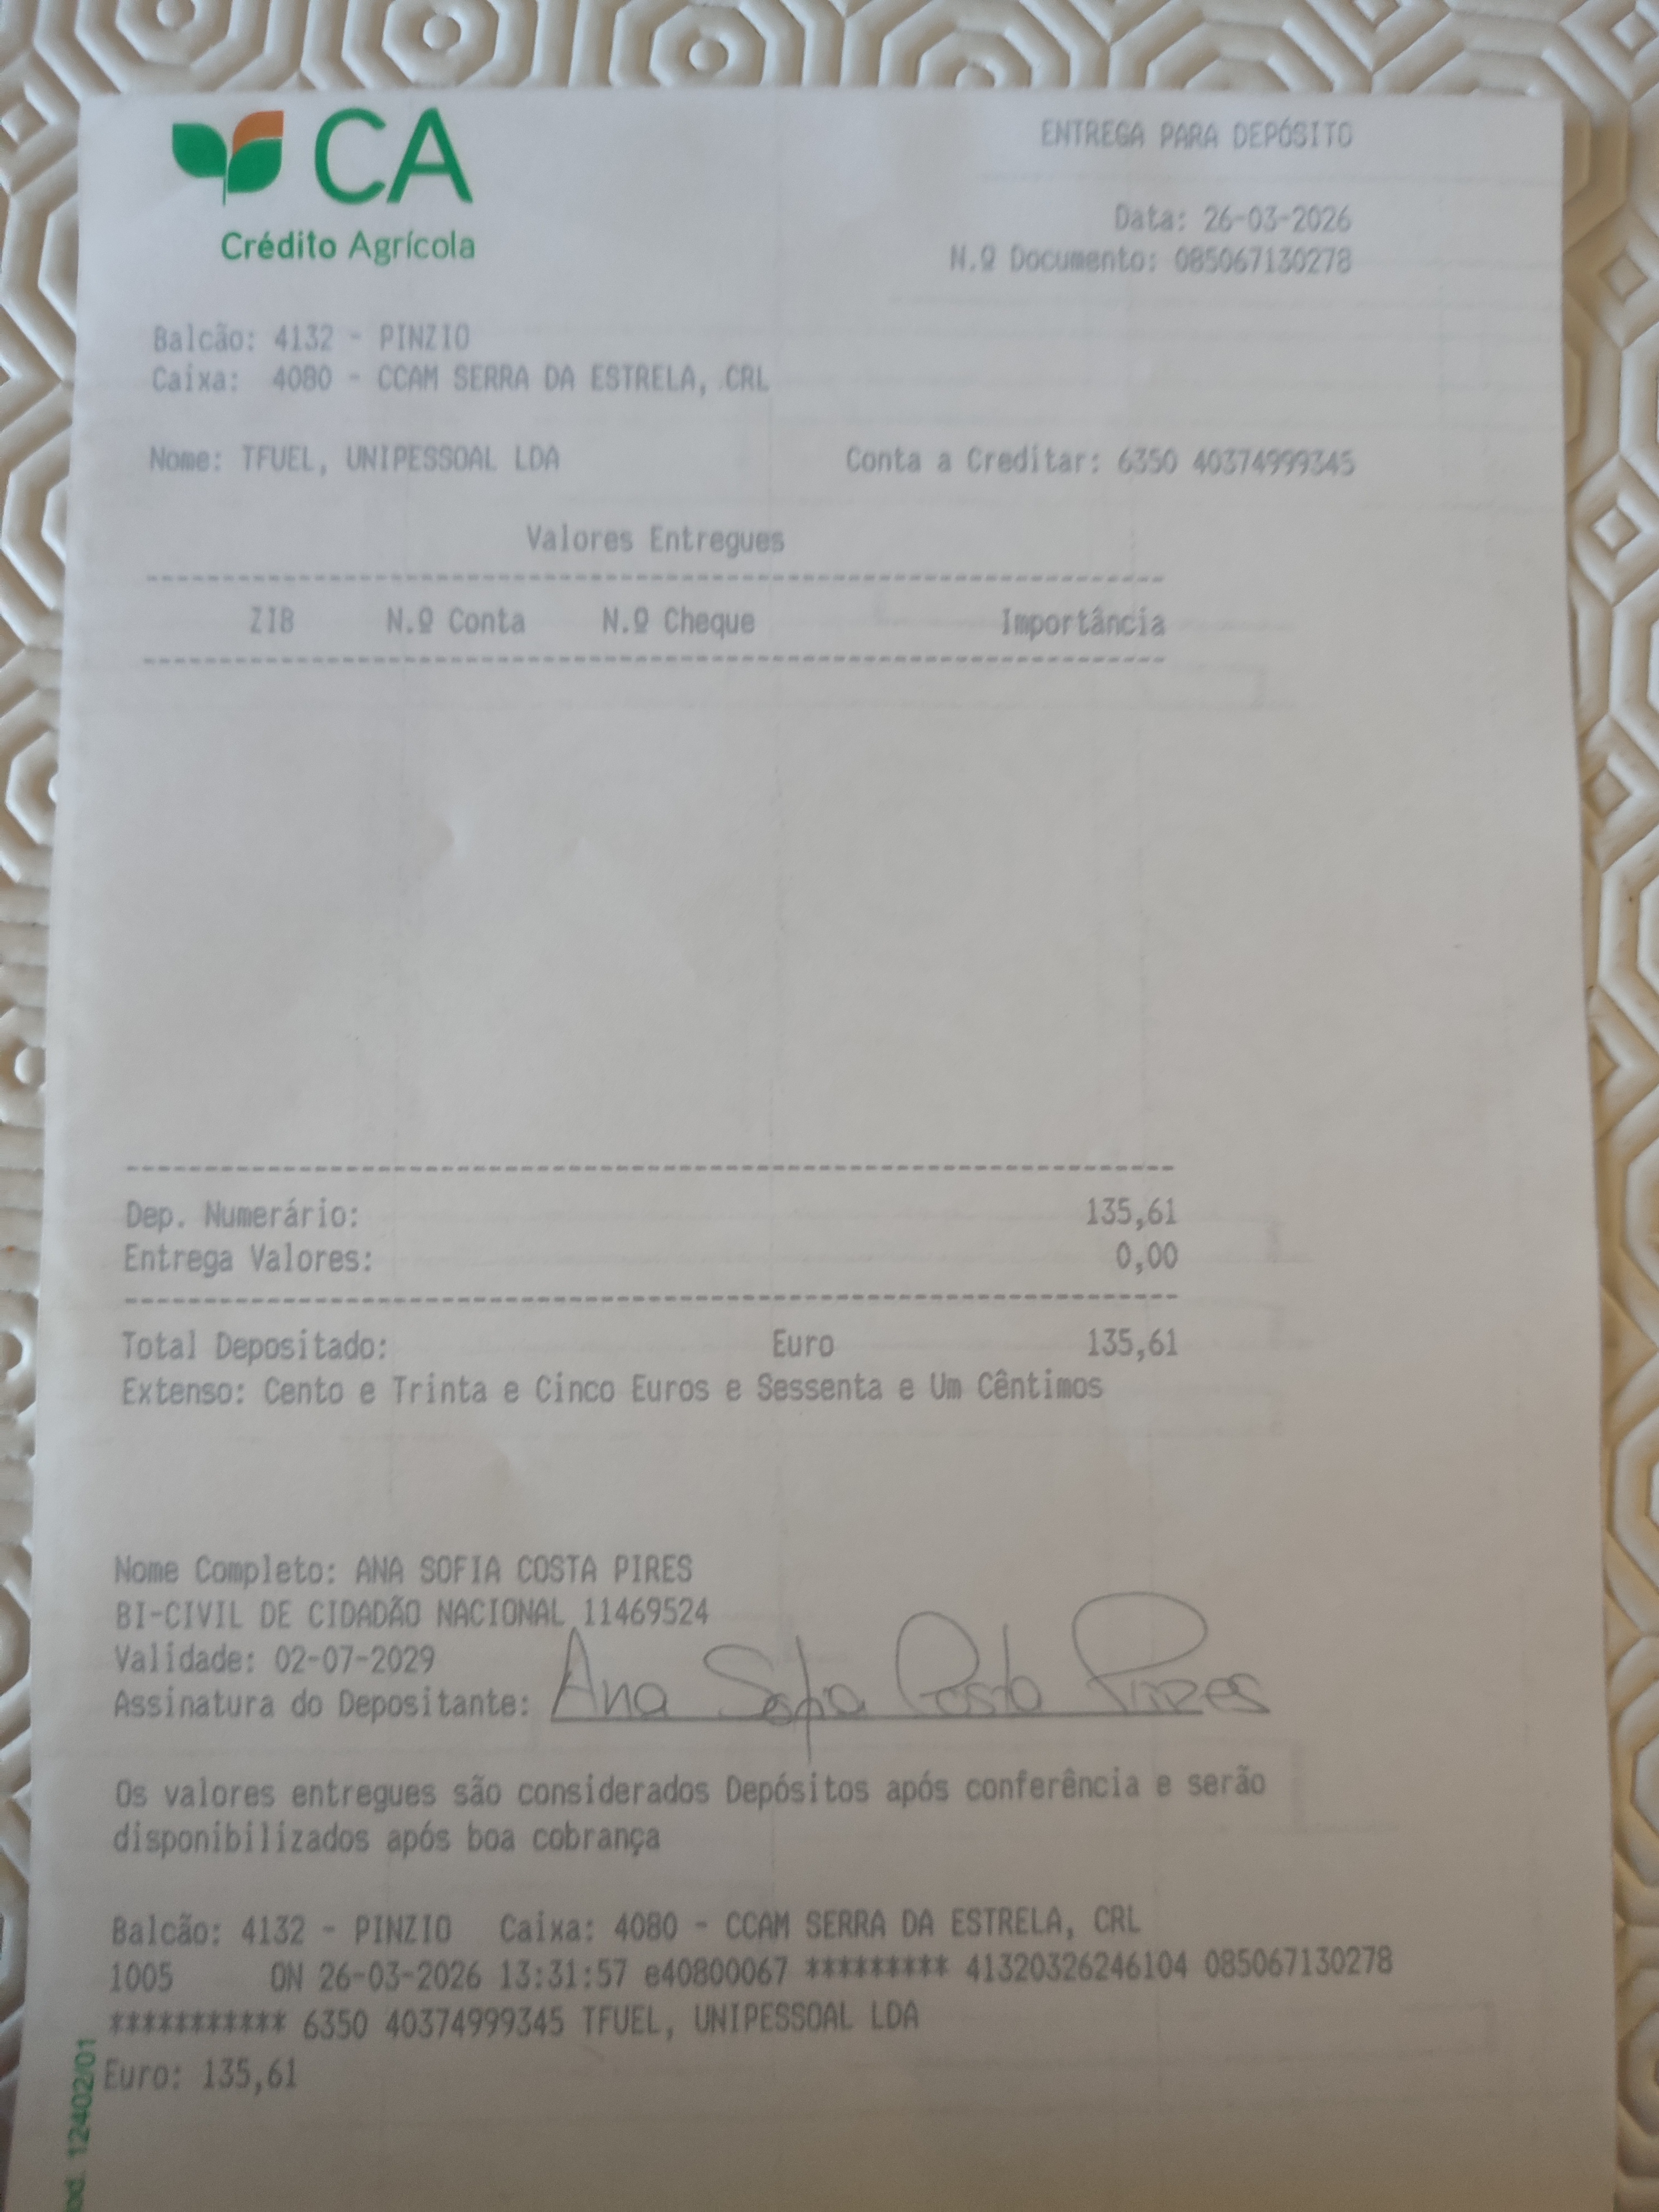 CA
Crédito Agrícola
ENTREGA PARA DEPÓSITO
Data: 26-03-2026
N.º Documento: 085067130278
Balcão: 4132 - PINZIO
Caixa: 4080 - CCAM SERRA DA ESTRELA, CRL
Nome: TFUEL, UNIPESSOAL LDA Conta a Creditar: 6350 40374999345
Valores Entregues
ZIB N.º Conta N.º Cheque Importância
Dep. Numerário: 135,61
Entrega Valores: 0,00
Total Depositado: Euro 135,61
Extenso: Cento e Trinta e Cinco Euros e Sessenta e Um Cêntimos
Nome Completo: ANA SOFIA COSTA PIRES
BI-CIVIL DE CIDADÃO NACIONAL 11469524
Validade: 02-07-2029
Assinatura do Depositante: Ana Sofia Costa Pires
Os valores entregues são considerados Depósitos após conferência e serão
disponibilizados após boa cobrança
Balcão: 4132 - PINZIO Caixa: 4080 - CCAM SERRA DA ESTRELA, CRL
1005 ON 26-03-2026 13:31:57 e40800067 ********* 41320326246104 085067130278
*********** 6350 40374999345 TFUEL, UNIPESSOAL LDA
Euro: 135,61
12402/01